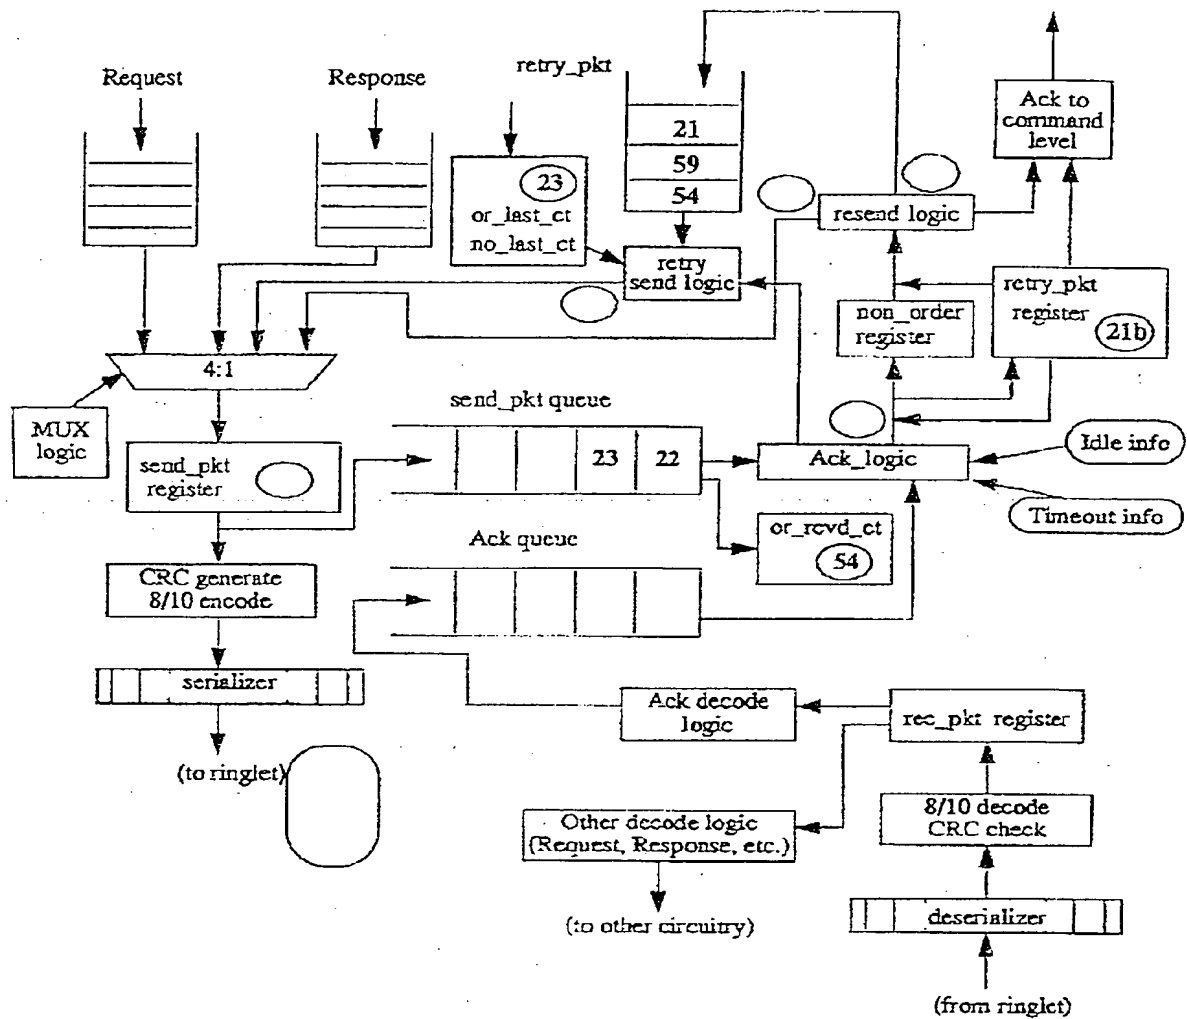 Request
Response
retry_pkt
21
59
54
23
or_last_ct
no_last_ct
retry
send logic
resend logic
Ack to
command
level
non_order
register
retry_pkt
register
21b
4:1
MUX
logic
send_pkt
register
send_pkt queue
23
22
Ack_logic
Idle info
Timeout info
or_rcvd_ct
54
Ack queue
CRC generate
8/10 encode
serializer
(to ringlet)
Ack decode
logic
rec_pkt register
8/10 decode
CRC check
Other decode logic
(Request, Response, etc.)
(to other circuitry)
deserializer
(from ringlet)